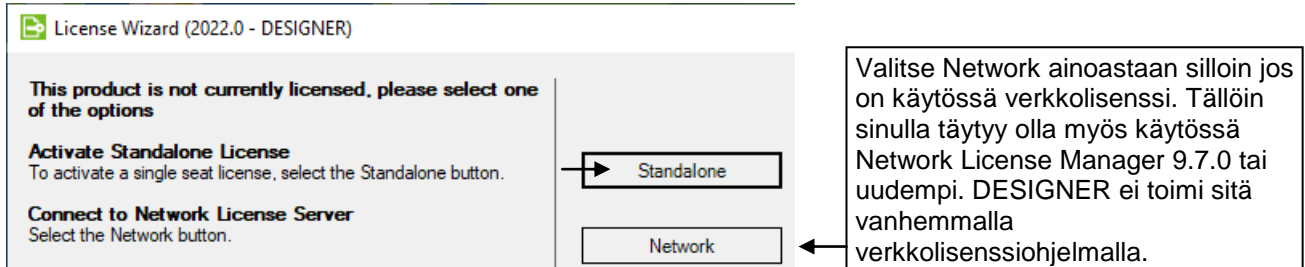 License Wizard (2022.0 - DESIGNER)
This product is not currently licensed, please select one
of the options
Activate Standalone License
To activate a single seat license, select the Standalone button.
Standalone
Connect to Network License Server
Select the Network button.
Network
Valitse Network ainoastaan silloin jos
on käytössä verkkolisenssi. Tällöin
sinulla täytyy olla myös käytössä
Network License Manager 9.7.0 tai
uudempi. DESIGNER ei toimi sitä
vanhemmalla
verkkolisenssiohjelmalla.